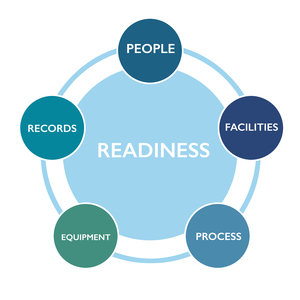 PEOPLE
RECORDS
FACILITIES
READINESS
EQUIPMENT
PROCESS